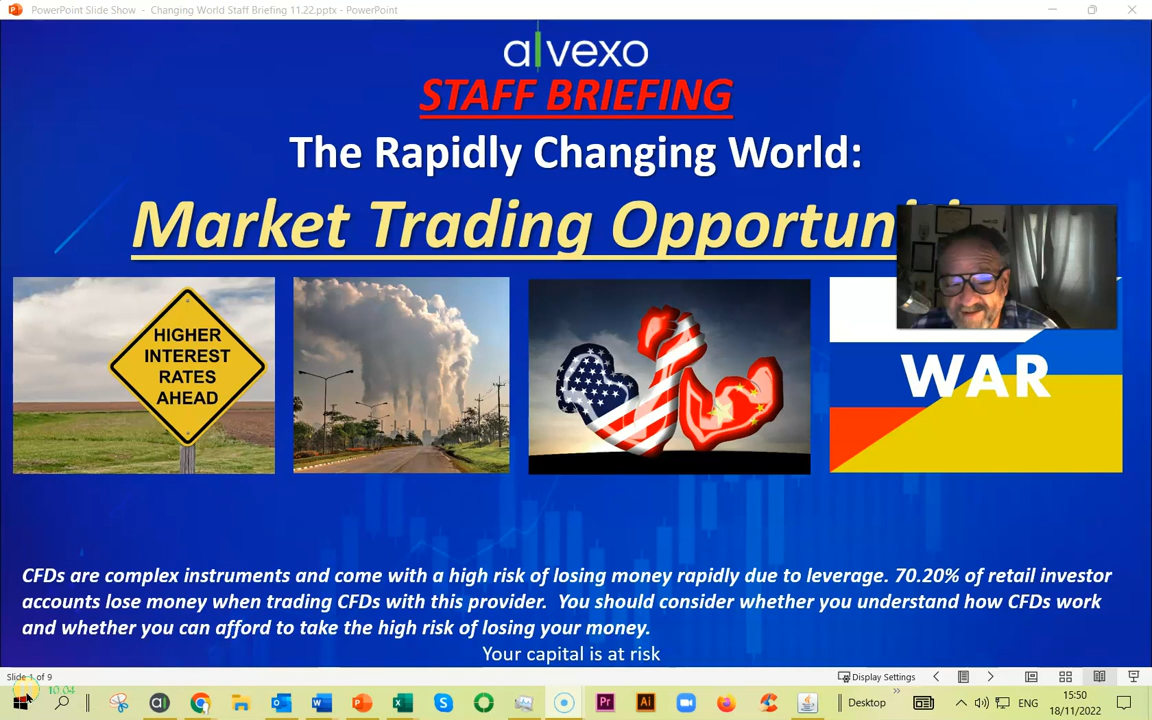 PowerPoint Slide Show - Changing World Staff Briefing 11.22.pptx - PowerPoint
alvexo
STAFF BRIEFING
The Rapidly Changing World:
Market Trading
HIGHER
INTEREST
RATES
AHEAD
WAR
CFDs are complex instruments and come with a high risk of losing money rapidly due to leverage. 70.20% of retail investor
accounts lose money when trading CFDs with this provider. You should consider whether you understand how CFDs work
and whether you can afford to take the high risk of losing your money.
Your capital is at risk
Slide 1 of 9
Display Settings
10.04
Desktop
ENG
15:50
18/11/2022